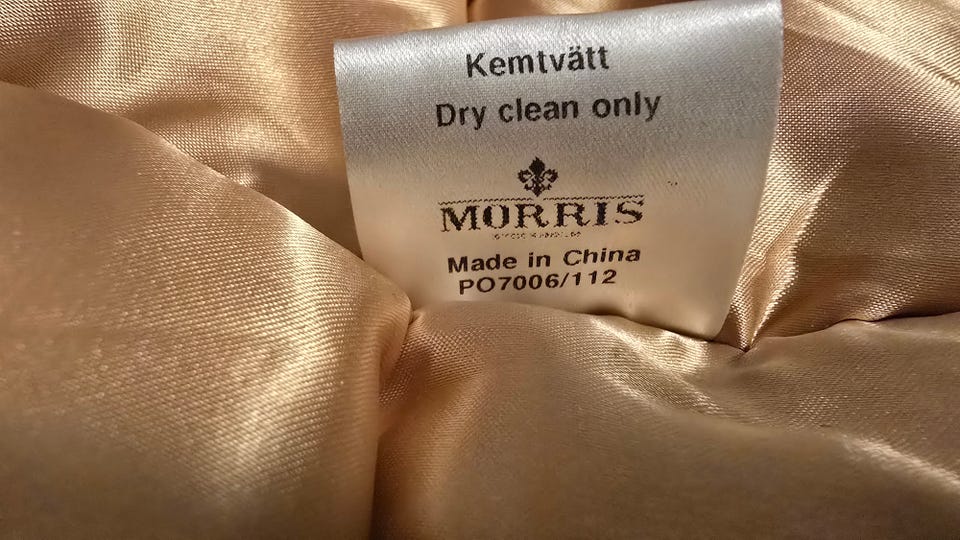 Kemtvätt
Dry clean only
MORRIS
Made in China
PO7006/112